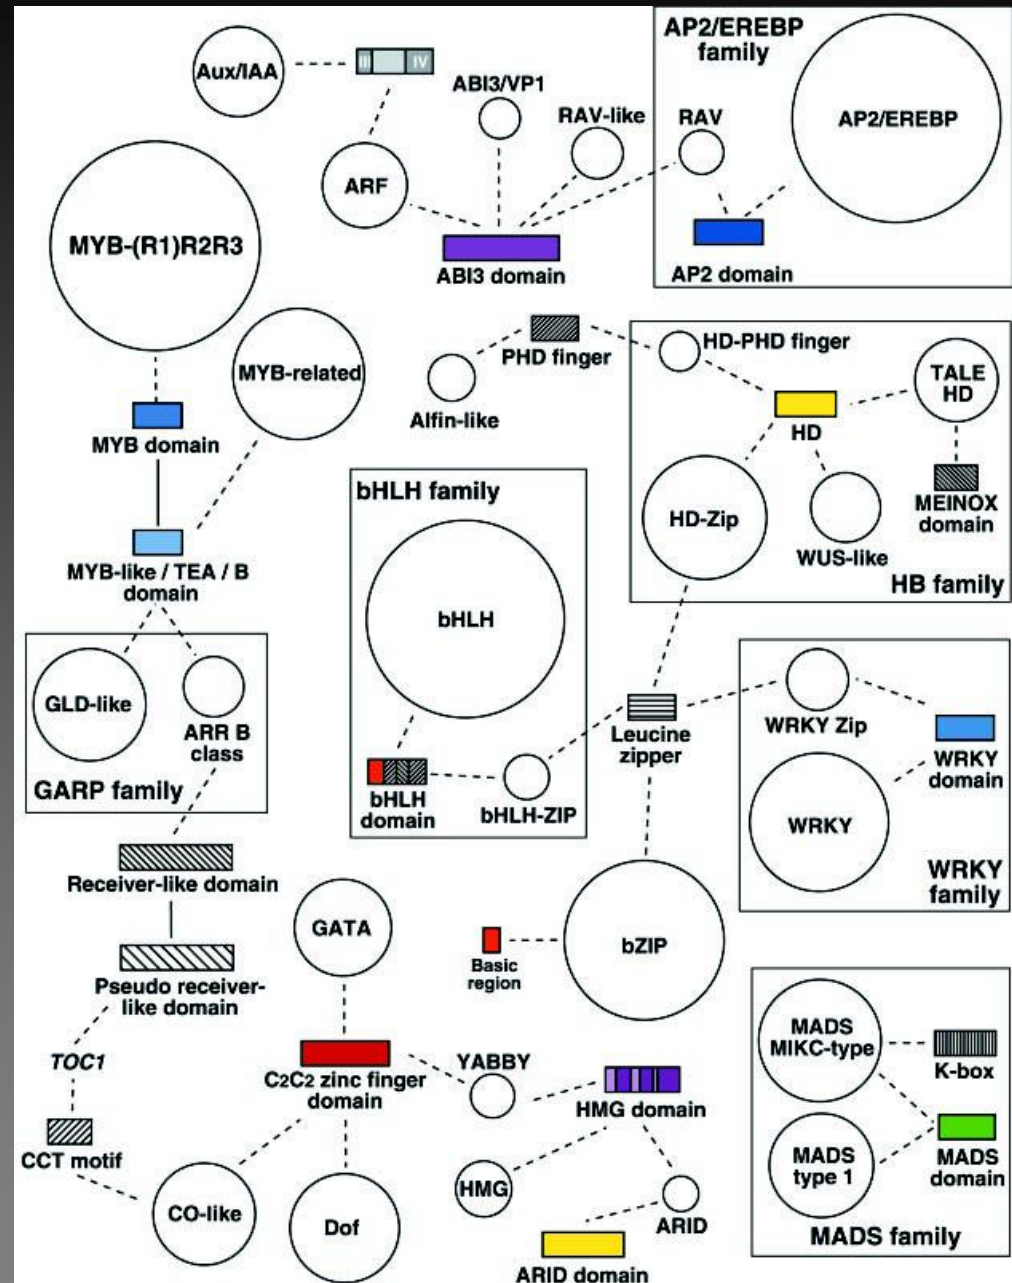 AP2/EREBP
family
Aux/IAA
III
IV
ABI3/VP1
RAV-like
RAV
AP2/EREBP
ARF
MYB-(R1)R2R3
ABI3 domain
AP2 domain
PHD finger
HD-PHD finger
TALE
HD
MYB-related
Alfin-like
HD
MYB domain
bHLH family
HD-Zip
MEINOX
domain
WUS-like
HB family
MYB-like / TEA / B
domain
bHLH
GLD-like
ARR B
class
GARP family
Leucine
zipper
WRKY Zip
WRKY
domain
bHLH
domain
bHLH-ZIP
WRKY
WRKY
family
Receiver-like domain
GATA
bZIP
Basic
region
Pseudo receiver-
like domain
MADS
MIKC-type
K-box
TOC1
C2C2 zinc finger
domain
YABBY
HMG domain
CCT motif
MADS
type 1
MADS
domain
CO-like
Dof
HMG
ARID
MADS family
ARID domain